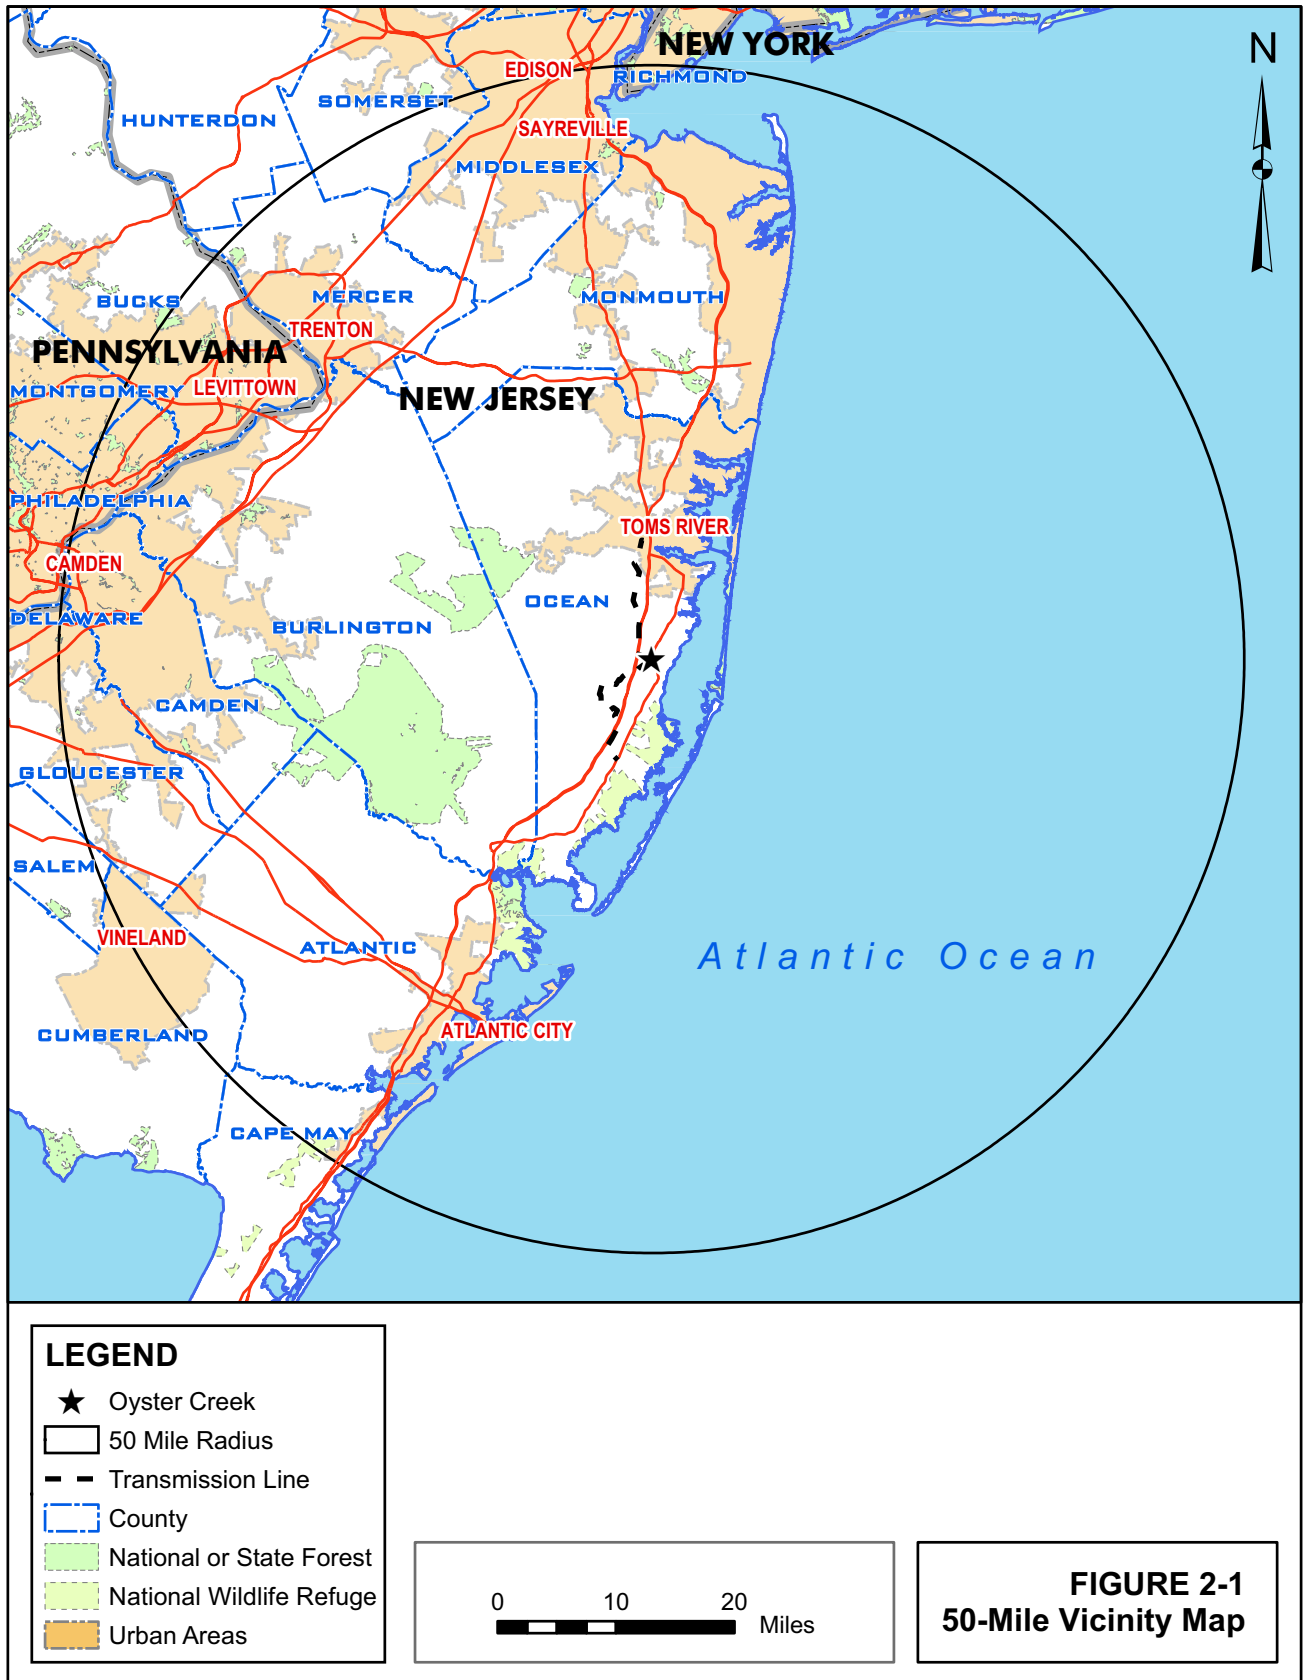 NEW YORK
N
EDISON
RICHMOND
SOMERSET
HUNTERDON
SAYREVILLE
MIDDLESEX
BUCKS
MERCER
MONMOUTH
TRENTON
PENNSYLVANIA
MONTGOMERY
LEVITTOWN
NEW JERSEY
PHILADELPHIA
TOMS RIVER
CAMDEN
OCEAN
DELAWARE
BURLINGTON
CAMDEN
GLOUCESTER
SALEM
VINELAND
ATLANTIC
Atlantic Ocean
ATLANTIC CITY
CUMBERLAND
CAPE MAY
LEGEND
Oyster Creek
50 Mile Radius
Transmission Line
County
National or State Forest
National Wildlife Refuge
Urban Areas
0 10 20
Miles
FIGURE 2-1
50-Mile Vicinity Map